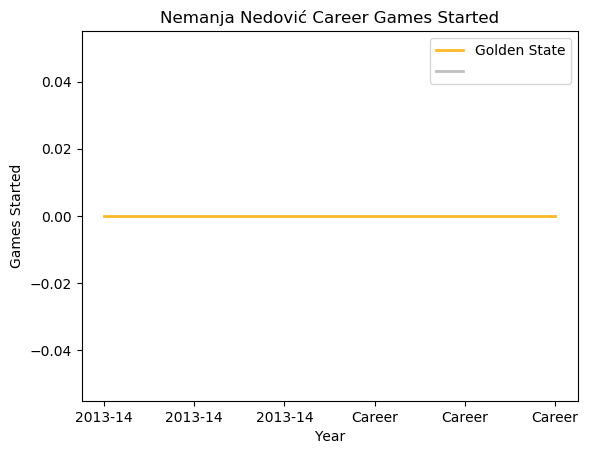 Nemanja Nedović Career Games Started
Golden State
0.04
0.02
0.00
−0.02
−0.04
Games Started
2013-14 2013-14 2013-14 Career Career Career
Year